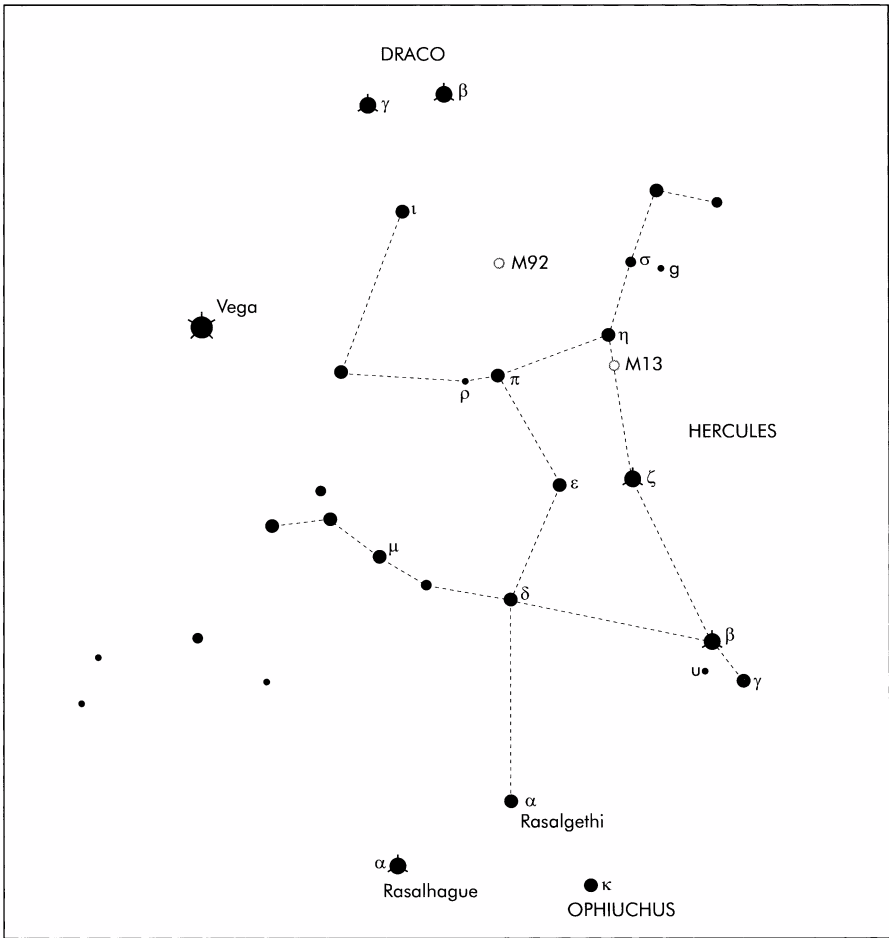 DRACO
γ
β
ι
M92
σ
g
Vega
η
M13
ρ
π
HERCULES
ε
ζ
μ
δ
β
υ
γ
α
Rasalgethi
α
Rasalhague
κ
OPHIUCHUS